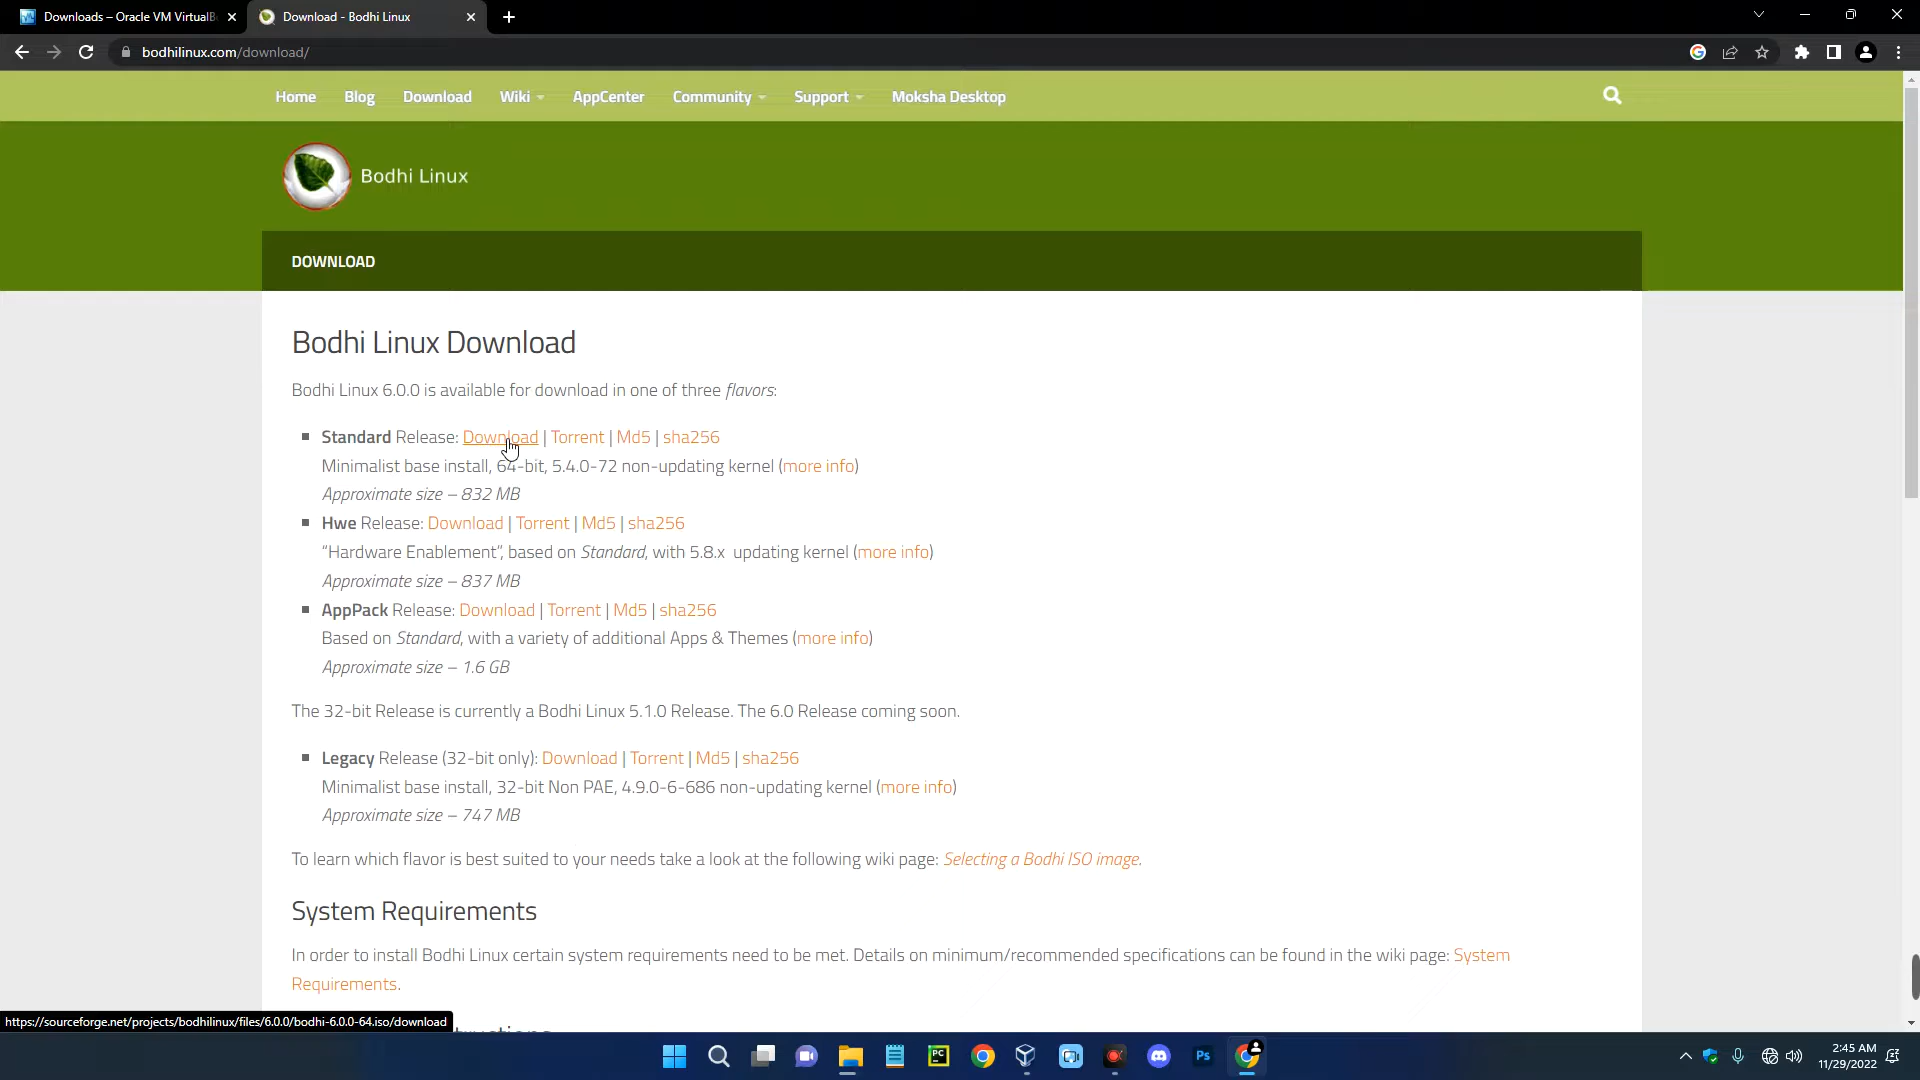 Downloads – Oracle VM VirtualB
Download - Bodhi Linux
bodhilinux.com/download/
Home Blog Download Wiki AppCenter Community Support Moksha Desktop
Bodhi Linux
DOWNLOAD
Bodhi Linux Download
Bodhi Linux 6.0.0 is available for download in one of three flavors:
Standard Release: Download | Torrent | Md5 | sha256
Minimalist base install, 64-bit, 5.4.0-72 non-updating kernel (more info)
Approximate size – 832 MB
Hwe Release: Download | Torrent | Md5 | sha256
“Hardware Enablement”, based on Standard, with 5.8.x updating kernel (more info)
Approximate size – 837 MB
AppPack Release: Download | Torrent | Md5 | sha256
Based on Standard, with a variety of additional Apps & Themes (more info)
Approximate size – 1.6 GB
The 32-bit Release is currently a Bodhi Linux 5.1.0 Release. The 6.0 Release coming soon.
Legacy Release (32-bit only): Download | Torrent | Md5 | sha256
Minimalist base install, 32-bit Non PAE, 4.9.0-6-686 non-updating kernel (more info)
Approximate size – 747 MB
To learn which flavor is best suited to your needs take a look at the following wiki page: Selecting a Bodhi ISO image.
System Requirements
In order to install Bodhi Linux certain system requirements need to be met. Details on minimum/recommended specifications can be found in the wiki page: System
Requirements.
https://sourceforge.net/projects/bodhilinux/files/6.0.0/bodhi-6.0.0-64.iso/download
PC
Ps
2:45 AM
11/29/2022